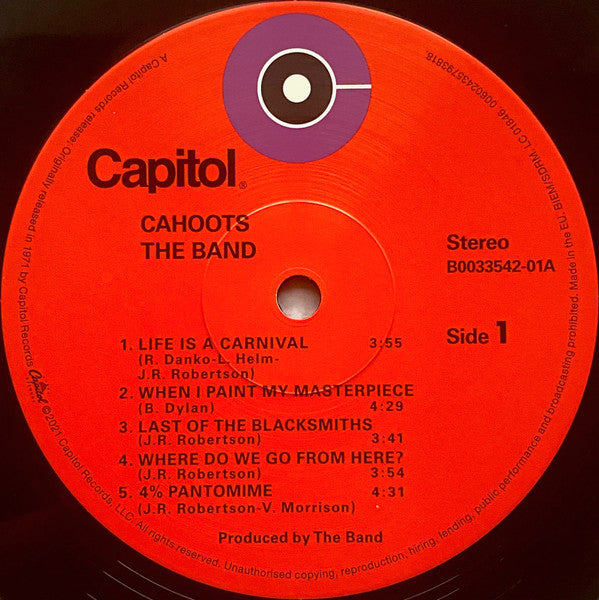 Capitol®
CAHOOTS
THE BAND
Stereo
B0033542-01A
Side 1
1. LIFE IS A CARNIVAL 3:55
(R. Danko-L. Helm-
J.R. Robertson)
2. WHEN I PAINT MY MASTERPIECE
(B. Dylan) 4:29
3. LAST OF THE BLACKSMITHS
(J.R. Robertson) 3:41
4. WHERE DO WE GO FROM HERE?
(J.R. Robertson) 3:54
5. 4% PANTOMIME 4:31
(J.R. Robertson-V. Morrison)
Produced by The Band
A Capitol Records release; Originally released in 1971 by Capitol Records Capitol ©2021 Capitol Records, LLC. All rights reserved. Unauthorised copying, reproduction, hiring, lending, public performance and broadcasting prohibited. Made in the EU. BIEM/SDRM. LC 01846. 00602435793818.